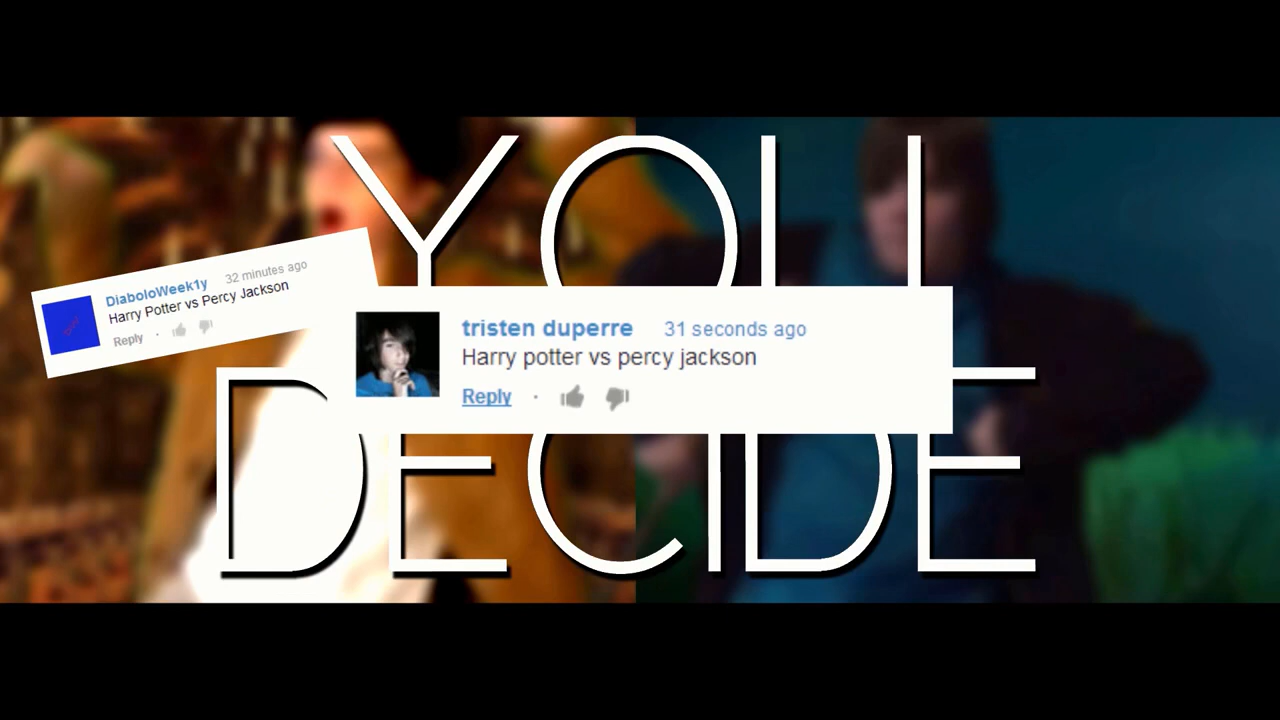 YOU
DECIDE
DiaboloWeek1y 32 minutes ago
Harry Potter vs Percy Jackson
Reply
tristen duperre 31 seconds ago
Harry potter vs percy jackson
Reply